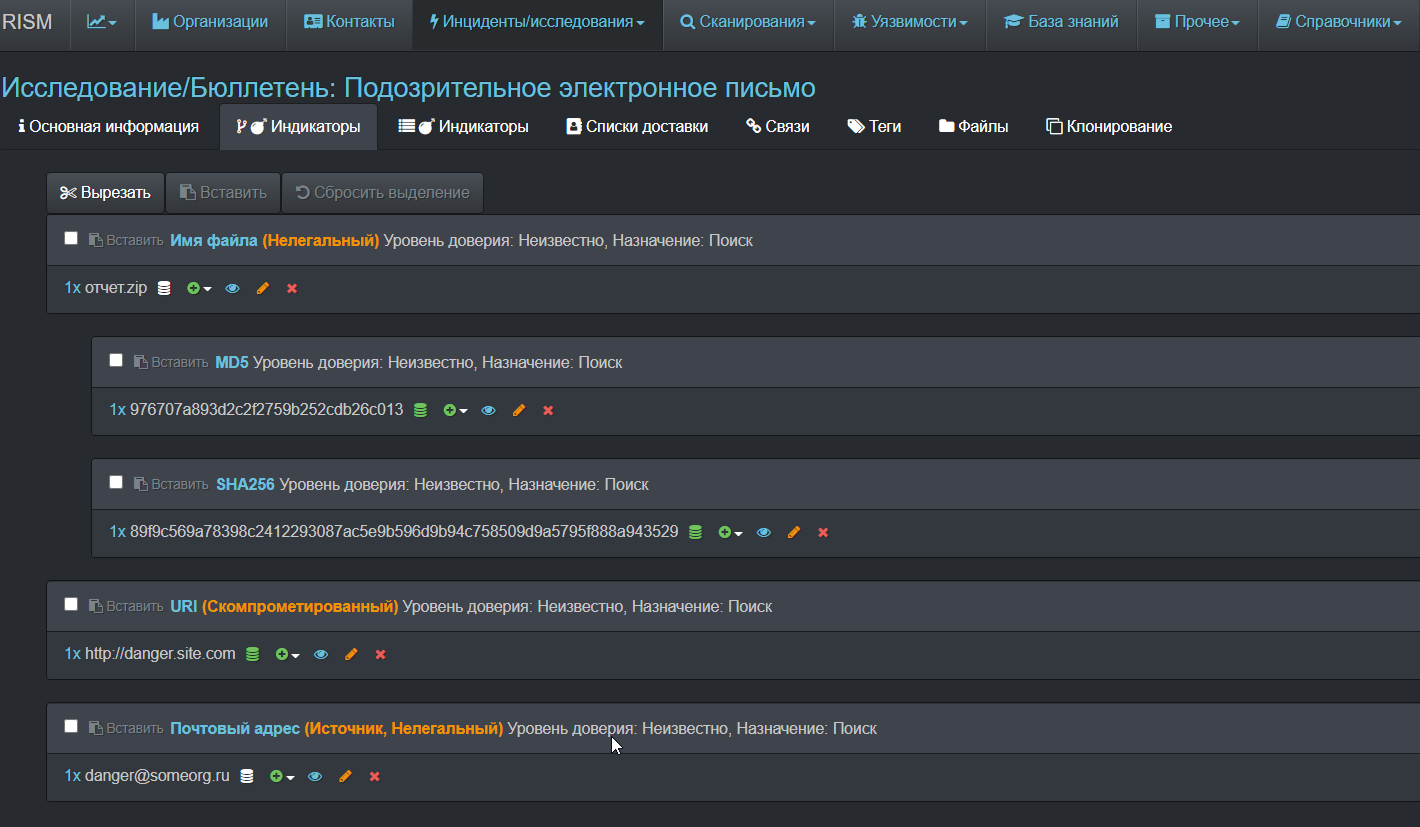 RISM Организации Контакты Инциденты/исследования Сканирования Уязвимости База знаний Прочее Справочники
Исследование/Бюллетень: Подозрительное электронное письмо
Основная информация Индикаторы Индикаторы Списки доставки Связи Теги Файлы Клонирование
Вырезать Вставить Сбросить выделение
Вставить Имя файла (Нелегальный) Уровень доверия: Неизвестно, Назначение: Поиск
1x отчет.zip
Вставить MD5 Уровень доверия: Неизвестно, Назначение: Поиск
1x 976707a893d2c2f2759b252cdb26c013
Вставить SHA256 Уровень доверия: Неизвестно, Назначение: Поиск
1x 89f9c569a78398c2412293087ac5e9b596d9b94c758509d9a5795f888a943529
Вставить URI (Скомпрометированный) Уровень доверия: Неизвестно, Назначение: Поиск
1x http://danger.site.com
Вставить Почтовый адрес (Источник, Нелегальный) Уровень доверия: Неизвестно, Назначение: Поиск
1x danger@someorg.ru